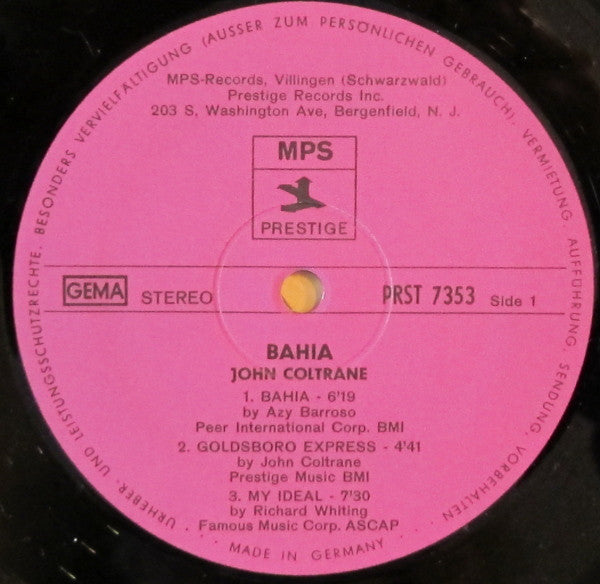 URHEBER- UND LEISTUNGSSCHUTZRECHTE, BESONDERS VERVIELFALTIGUNG (AUSSER ZUM PERSÖNLICHEN GEBRAUCH), VERMIETUNG, AUFFÜHRUNG, SENDUNG, VORBEHALTEN
MPS-Records, Villingen (Schwarzwald)
Prestige Records Inc.
203 S, Washington Ave, Bergenfield, N. J.
MPS
PRESTIGE
GEMA STEREO PRST 7353 Side 1
BAHIA
JOHN COLTRANE
1. BAHIA - 6'19
by Azy Barroso
Peer International Corp. BMI
2. GOLDSBORO EXPRESS - 4'41
by John Coltrane
Prestige Music BMI
3. MY IDEAL - 7'30
by Richard Whiting
Famous Music Corp. ASCAP
MADE IN GERMANY